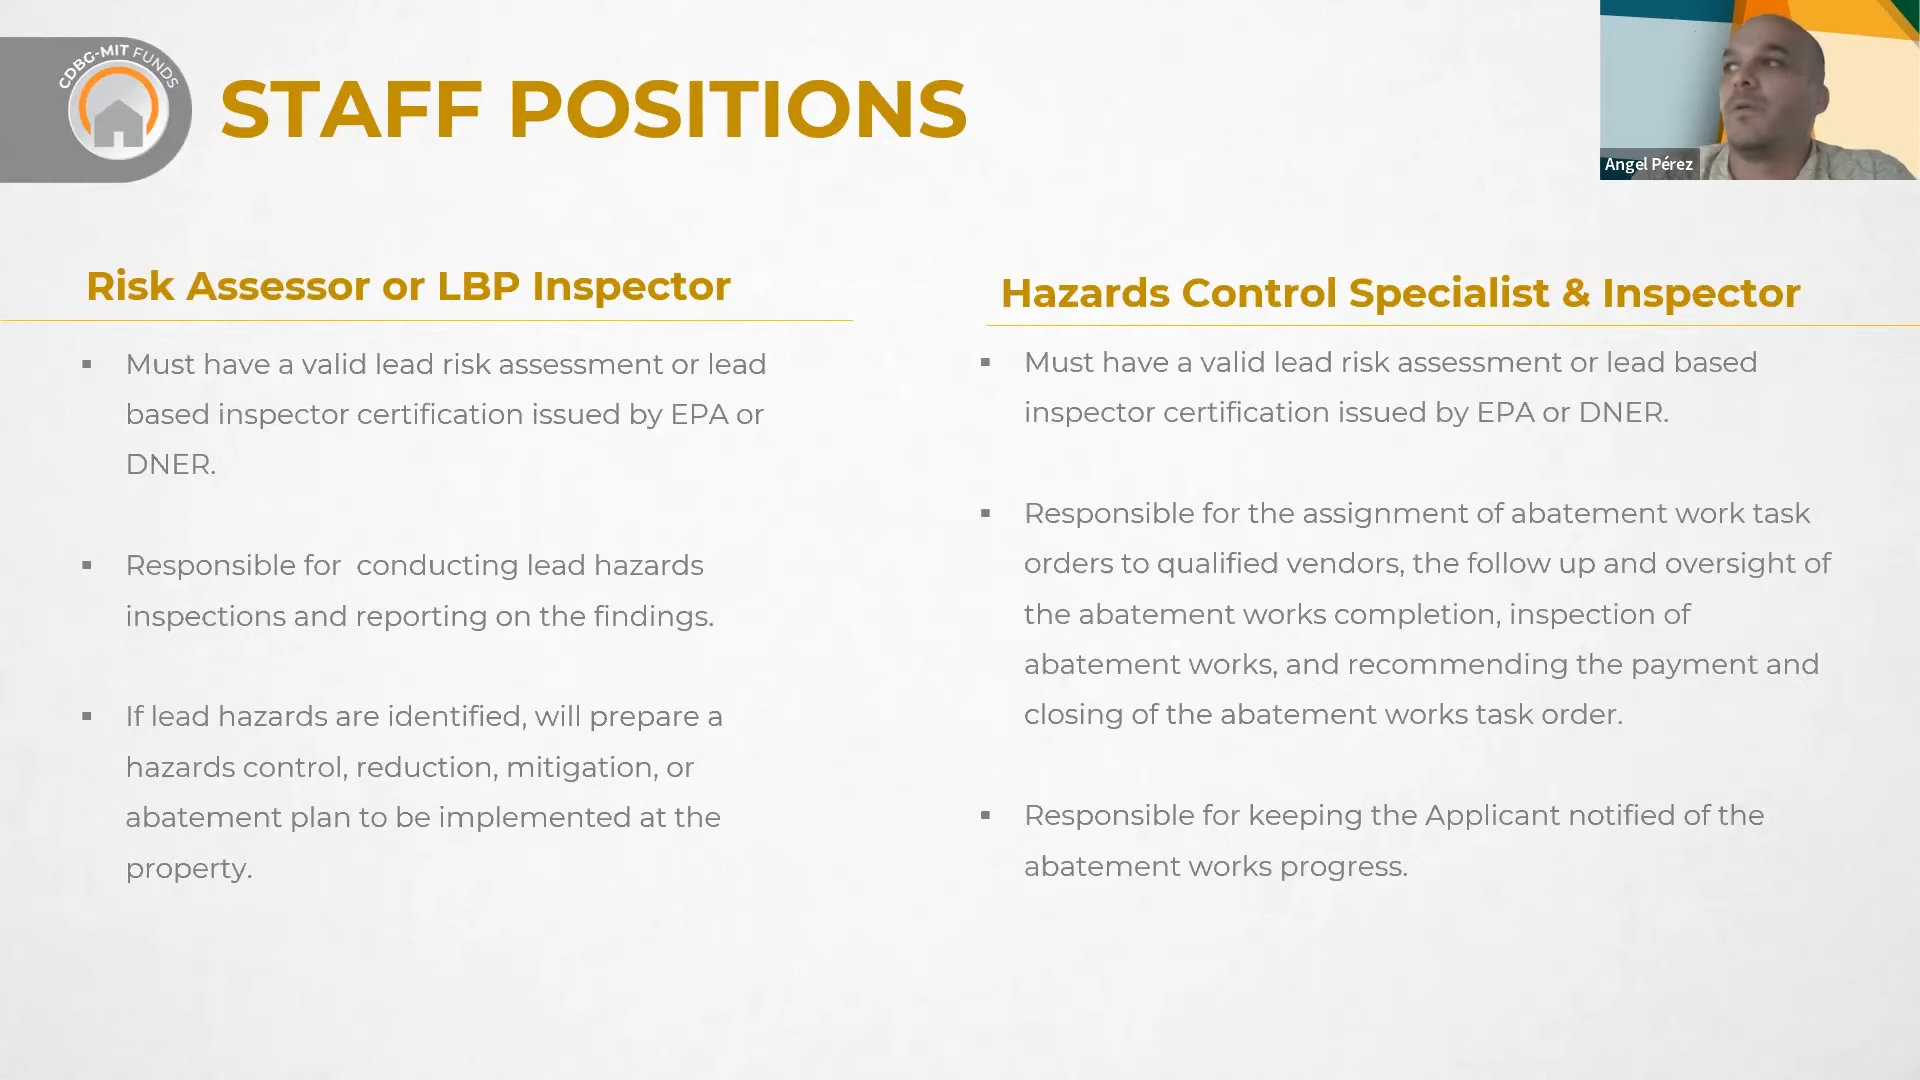 CDBG-MIT FUNDS
STAFF POSITIONS
Angel Pérez
Risk Assessor or LBP Inspector
▪ Must have a valid lead risk assessment or lead
based inspector certification issued by EPA or
DNER.
▪ Responsible for  conducting lead hazards
inspections and reporting on the findings.
▪ If lead hazards are identified, will prepare a
hazards control, reduction, mitigation, or
abatement plan to be implemented at the
property.
Hazards Control Specialist & Inspector
▪ Must have a valid lead risk assessment or lead based
inspector certification issued by EPA or DNER.
▪ Responsible for the assignment of abatement work task
orders to qualified vendors, the follow up and oversight of
the abatement works completion, inspection of
abatement works, and recommending the payment and
closing of the abatement works task order.
▪ Responsible for keeping the Applicant notified of the
abatement works progress.